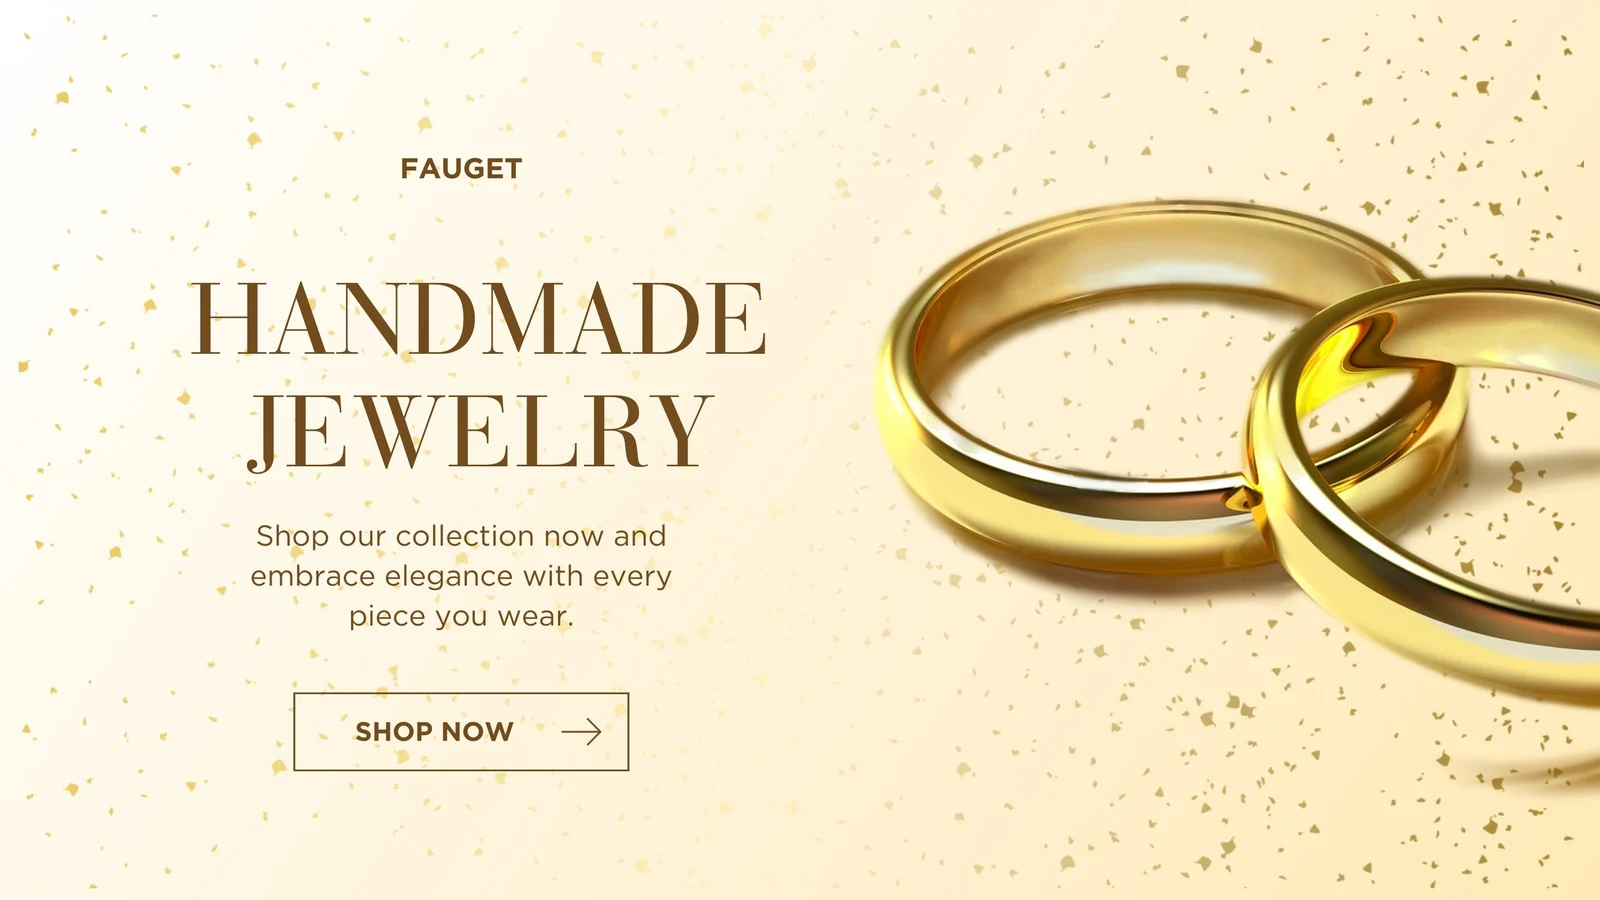 FAUGET
HANDMADE
JEWELRY
Shop our collection now and
embrace elegance with every
piece you wear.
SHOP NOW